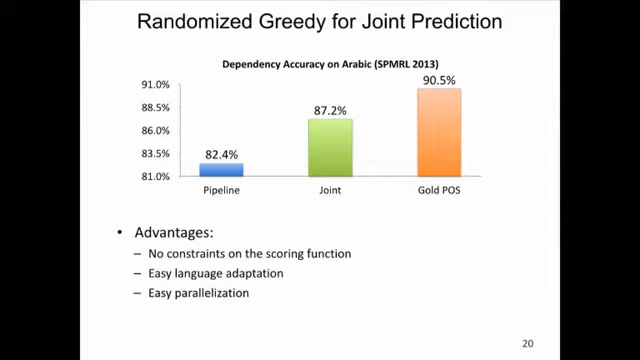 Randomized Greedy for Joint Prediction
Dependency Accuracy on Arabic (SPMRL 2013)
91.0%
88.5%
86.0%
83.5%
81.0%
82.4%
87.2%
90.5%
Pipeline
Joint
Gold POS
• Advantages:
– No constraints on the scoring function
– Easy language adaptation
– Easy parallelization
20